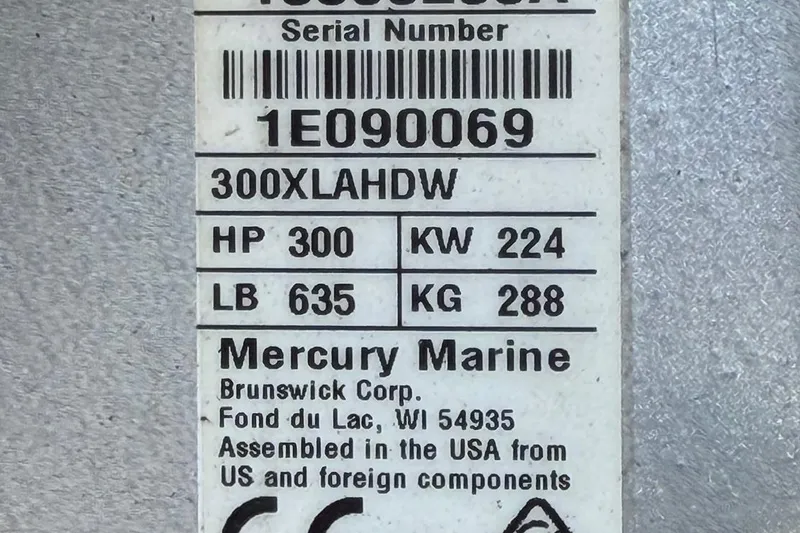 Serial Number
1E090069
300XLAHDW
HP 300 KW 224
LB 635 KG 288
Mercury Marine
Brunswick Corp.
Fond du Lac, WI 54935
Assembled in the USA from
US and foreign components
CE